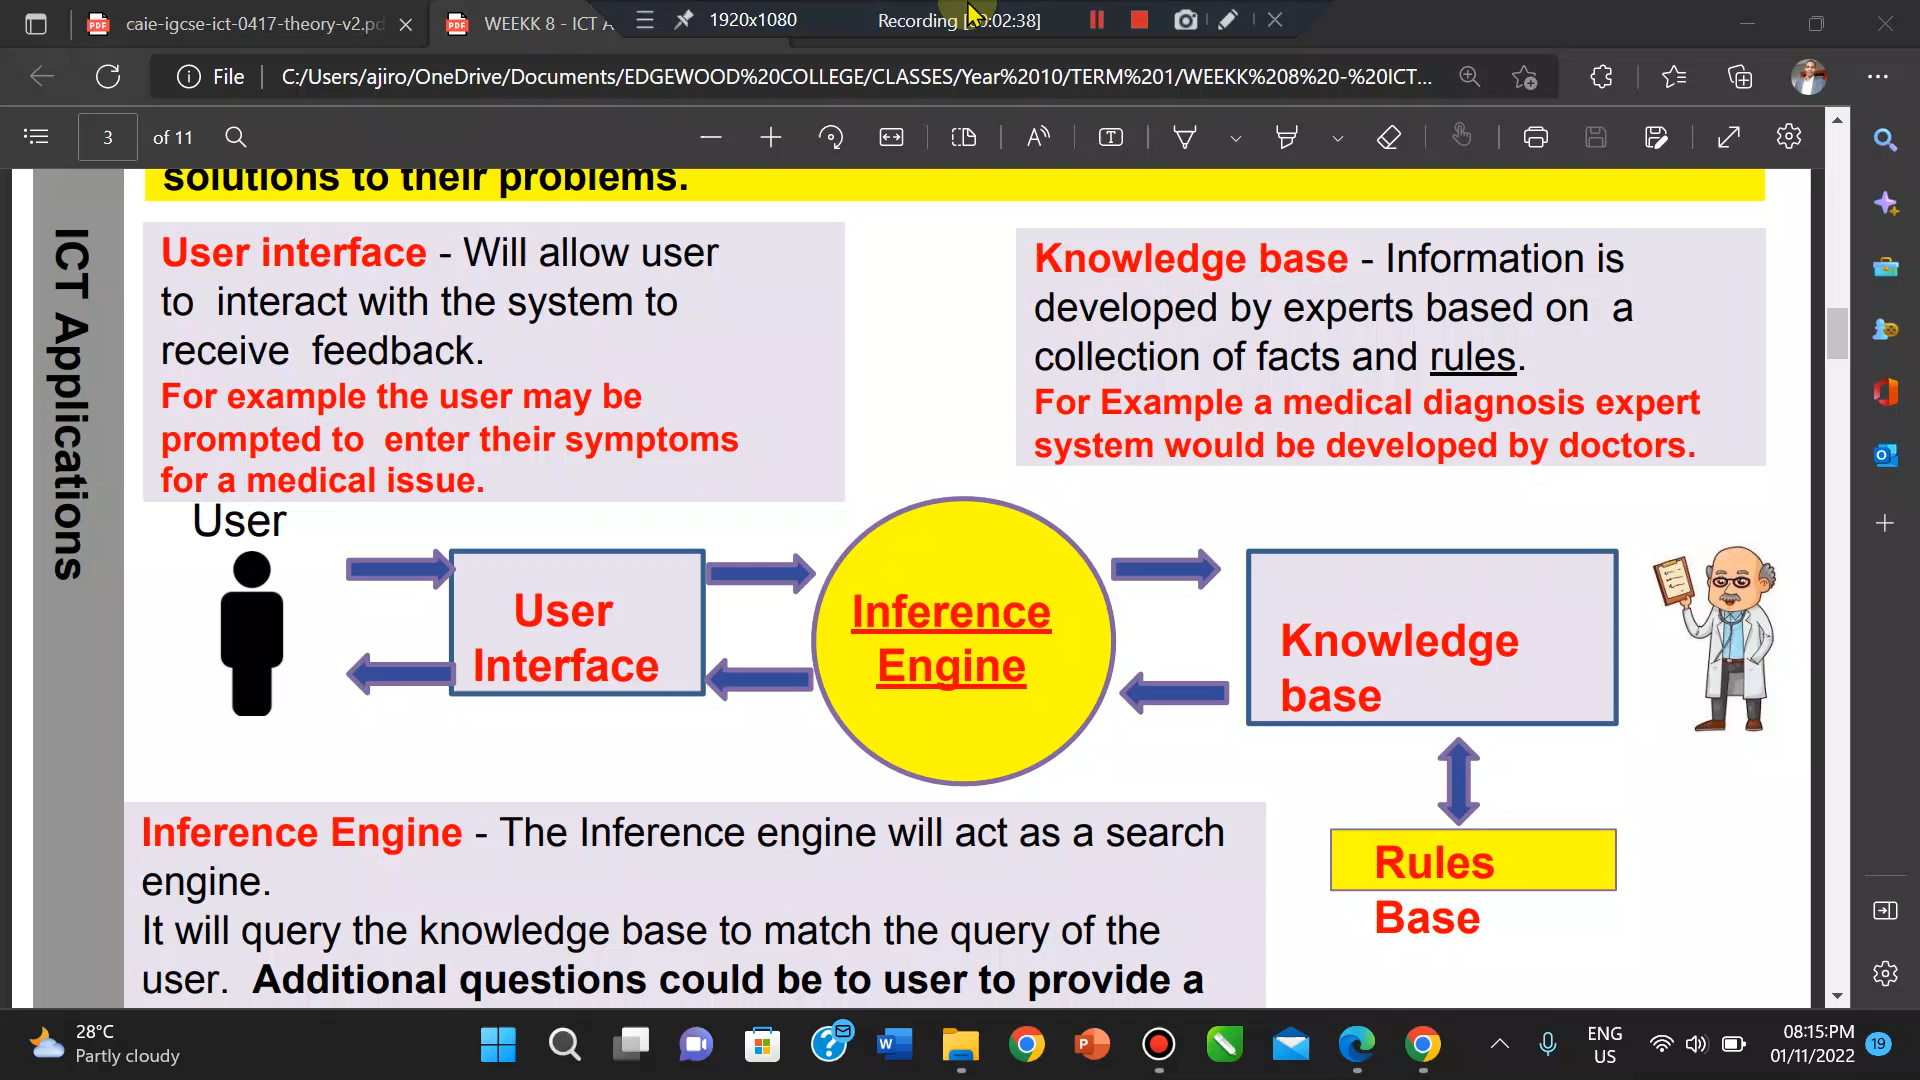 caie-igcse-ict-0417-theory-v2.pd
WEEKK 8 - ICT A
1920x1080
Recording [
0:02:38]
File
C:/Users/ajiro/OneDrive/Documents/EDGEWOOD%20COLLEGE/CLASSES/Year%2010/TERM%201/WEEKK%208%20-%20ICT...
3
of 11
solutions to their problems.
ICT Applications
User interface - Will allow user
to interact with the system to
receive feedback.
For example the user may be
prompted to enter their symptoms
for a medical issue.
Knowledge base - Information is
developed by experts based on a
collection of facts and rules.
For Example a medical diagnosis expert
system would be developed by doctors.
User
User
Interface
Inference
Engine
Knowledge
base
Rules
Base
Inference Engine - The Inference engine will act as a search
engine.
It will query the knowledge base to match the query of the
user. Additional questions could be to user to provide a
28°C
Partly cloudy
ENG
US
08:15:PM
01/11/2022
19